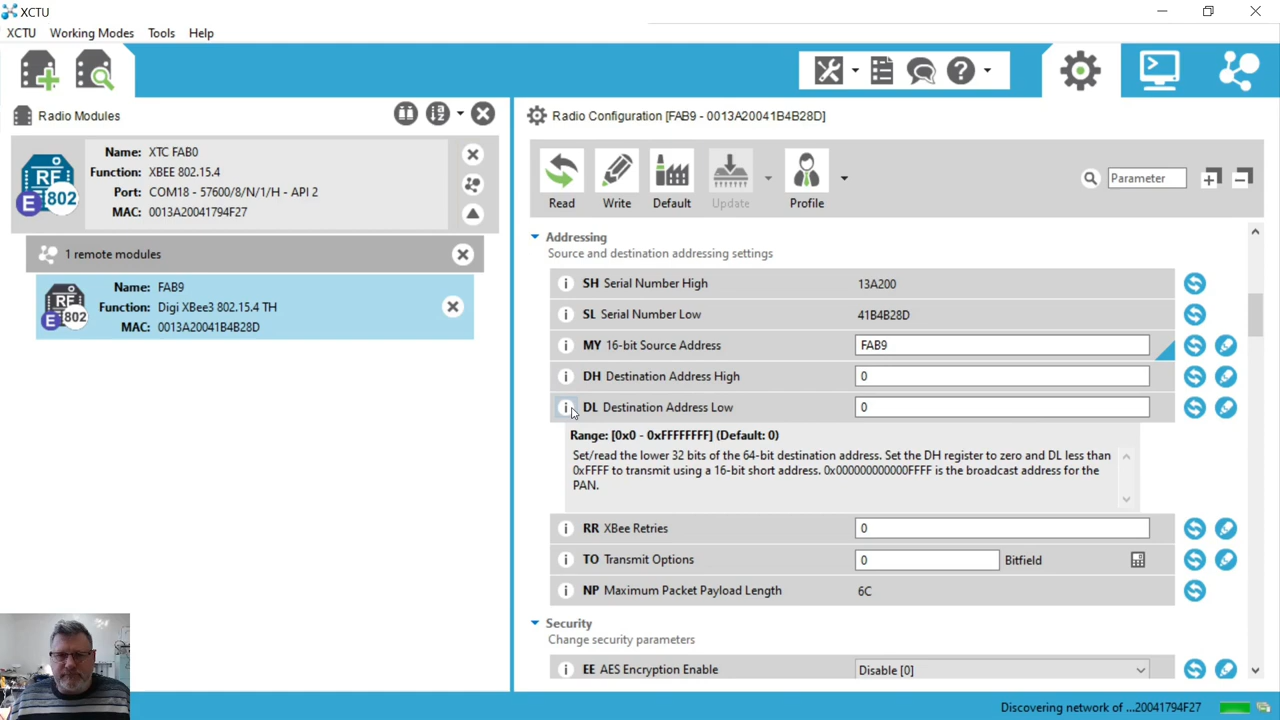 XCTU
XCTU Working Modes Tools Help
Radio Modules
Name: XTC FAB0
Function: XBEE 802.15.4
Port: COM18 - 57600/8/N/1/H - API 2
MAC: 0013A20041794F27
RF
E 802
1 remote modules
Name: FAB9
Function: Digi XBee3 802.15.4 TH
MAC: 0013A20041B4B28D
RF
E 802
Radio Configuration [FAB9 - 0013A20041B4B28D]
Read Write Default Update Profile
Parameter
Addressing
Source and destination addressing settings
i SH Serial Number High 13A200
i SL Serial Number Low 41B4B28D
i MY 16-bit Source Address FAB9
i DH Destination Address High 0
i DL Destination Address Low 0
Range: [0x0 - 0xFFFFFFFF] (Default: 0)
Set/read the lower 32 bits of the 64-bit destination address. Set the DH register to zero and DL less than
0xFFFF to transmit using a 16-bit short address. 0x000000000000FFFF is the broadcast address for the
PAN.
i RR XBee Retries 0
i TO Transmit Options 0 Bitfield
i NP Maximum Packet Payload Length 6C
Security
Change security parameters
i EE AES Encryption Enable Disable [0]
Discovering network of ...20041794F27